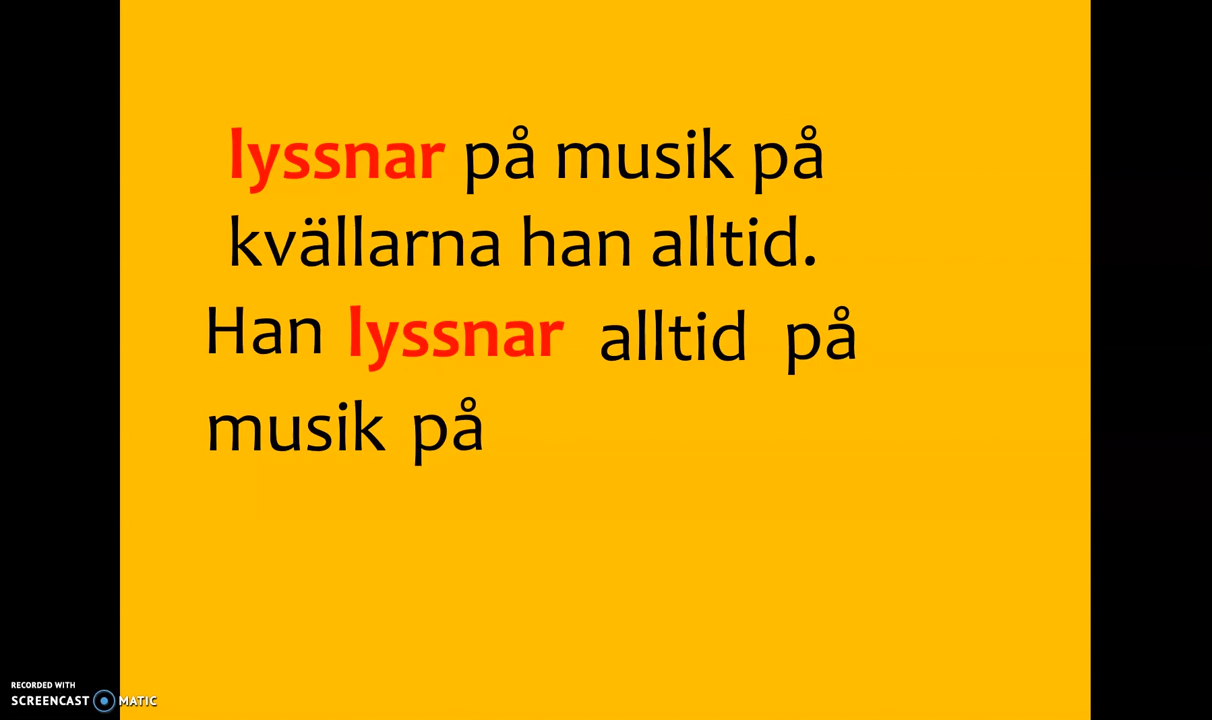 lyssnar på musik på
kvällarna han alltid.
Han lyssnar alltid på
musik på
RECORDED WITH
SCREENCAST MATIC